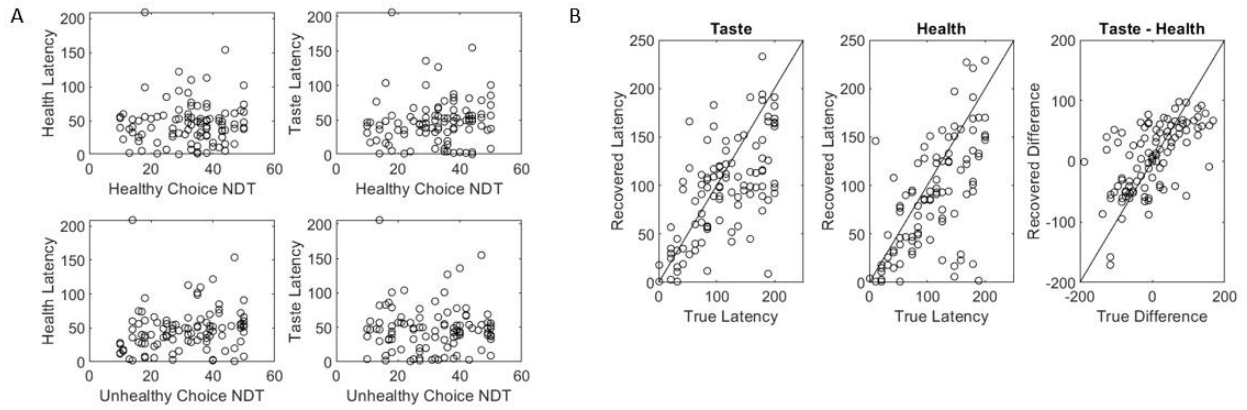 A
200
150
100
50
0
Health Latency
0 20 40 60
Healthy Choice NDT
200
150
100
50
0
Taste Latency
0 20 40 60
Healthy Choice NDT
200
150
100
50
0
Health Latency
0 20 40 60
Unhealthy Choice NDT
200
150
100
50
0
Taste Latency
0 20 40 60
Unhealthy Choice NDT
B
Taste
250
200
150
100
50
0
Recovered Latency
0 100 200
True Latency
Health
250
200
150
100
50
0
Recovered Latency
0 100 200
True Latency
Taste - Health
200
100
0
-100
-200
Recovered Difference
-200 0 200
True Difference